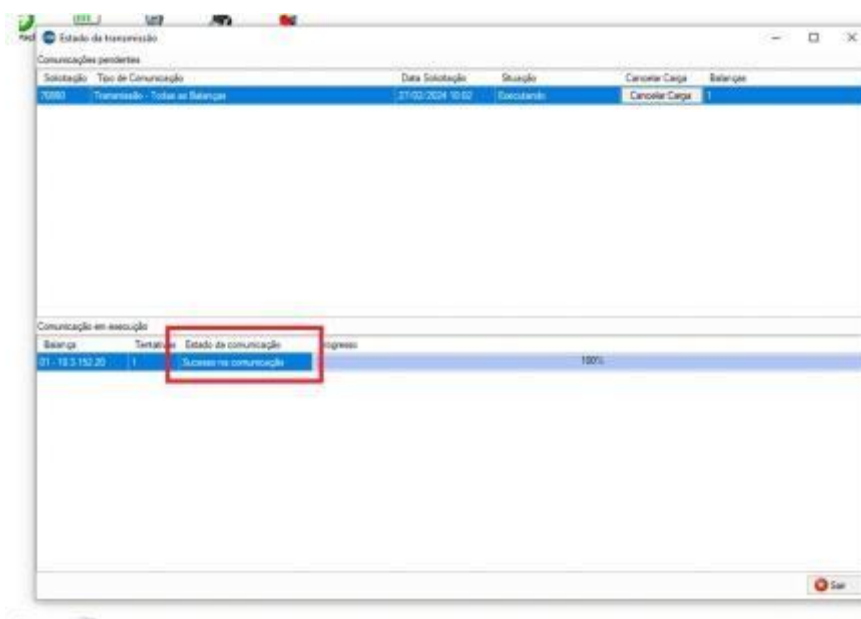 Estado da transmissão
Comunicações pendentes
Solicitação Tipo de Comunicação Data Solicitação Situação Cancelar Carga Balanças
Transmissão - Todas as Balanças 27/02/2024 10:02 Executando Cancelar Carga 1
Comunicação em execução
Balança Tentativas Estado da comunicação Progresso
01 - 10.3.152.20 1 Sucesso na comunicação 100%
Sair